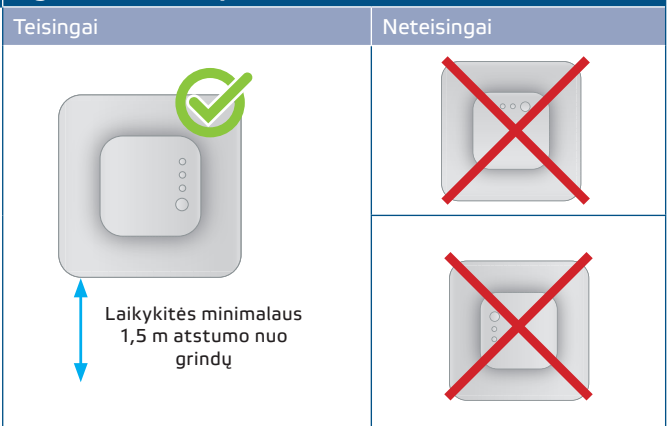 Teisingai
Neteisingai
Laikykitės minimalaus
1,5 m atstumo nuo
grindų